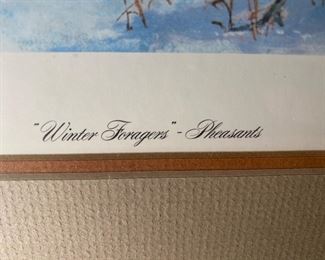 "Winter Foragers" - Pheasants